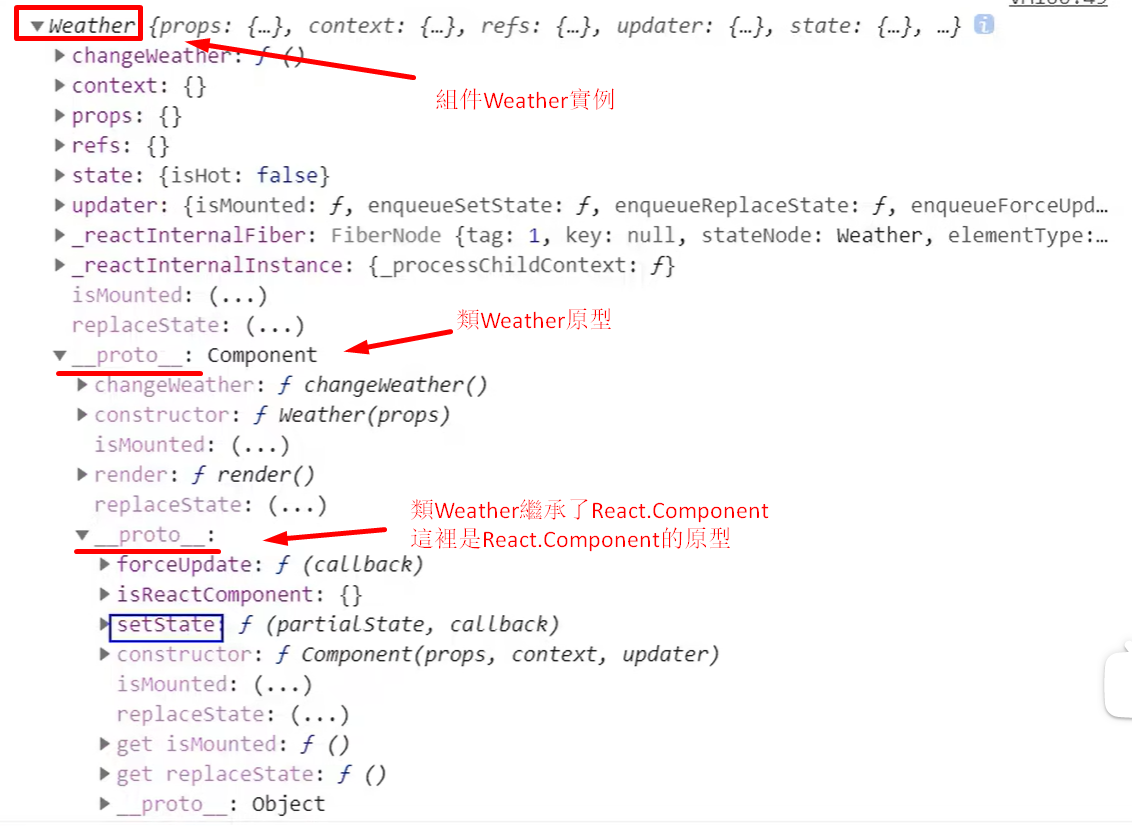 VM166:49
Weather {props: {…}, context: {…}, refs: {…}, updater: {…}, state: {…}, …} i
changeWeather: ƒ ()
組件Weather實例
context: {}
props: {}
refs: {}
state: {isHot: false}
updater: {isMounted: ƒ, enqueueSetState: ƒ, enqueueReplaceState: ƒ, enqueueForceUpd…
_reactInternalFiber: FiberNode {tag: 1, key: null, stateNode: Weather, elementType:…
_reactInternalInstance: {_processChildContext: ƒ}
isMounted: (...)
replaceState: (...)
類Weather原型
__proto__: Component
changeWeather: ƒ changeWeather()
constructor: ƒ Weather(props)
isMounted: (...)
render: ƒ render()
replaceState: (...)
類Weather繼承了React.Component
這裡是React.Component的原型
__proto__:
forceUpdate: ƒ (callback)
isReactComponent: {}
setState: ƒ (partialState, callback)
constructor: ƒ Component(props, context, updater)
isMounted: (...)
replaceState: (...)
get isMounted: ƒ ()
get replaceState: ƒ ()
__proto__: Object